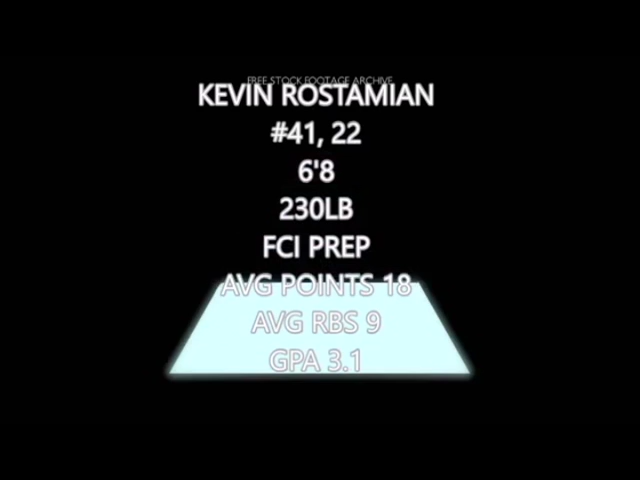 FREE STOCK FOOTAGE ARCHIVE
KEVIN ROSTAMIAN
#41, 22
6'8
230LB
FCI PREP
AVG POINTS 18
AVG RBS 9
GPA 3.1